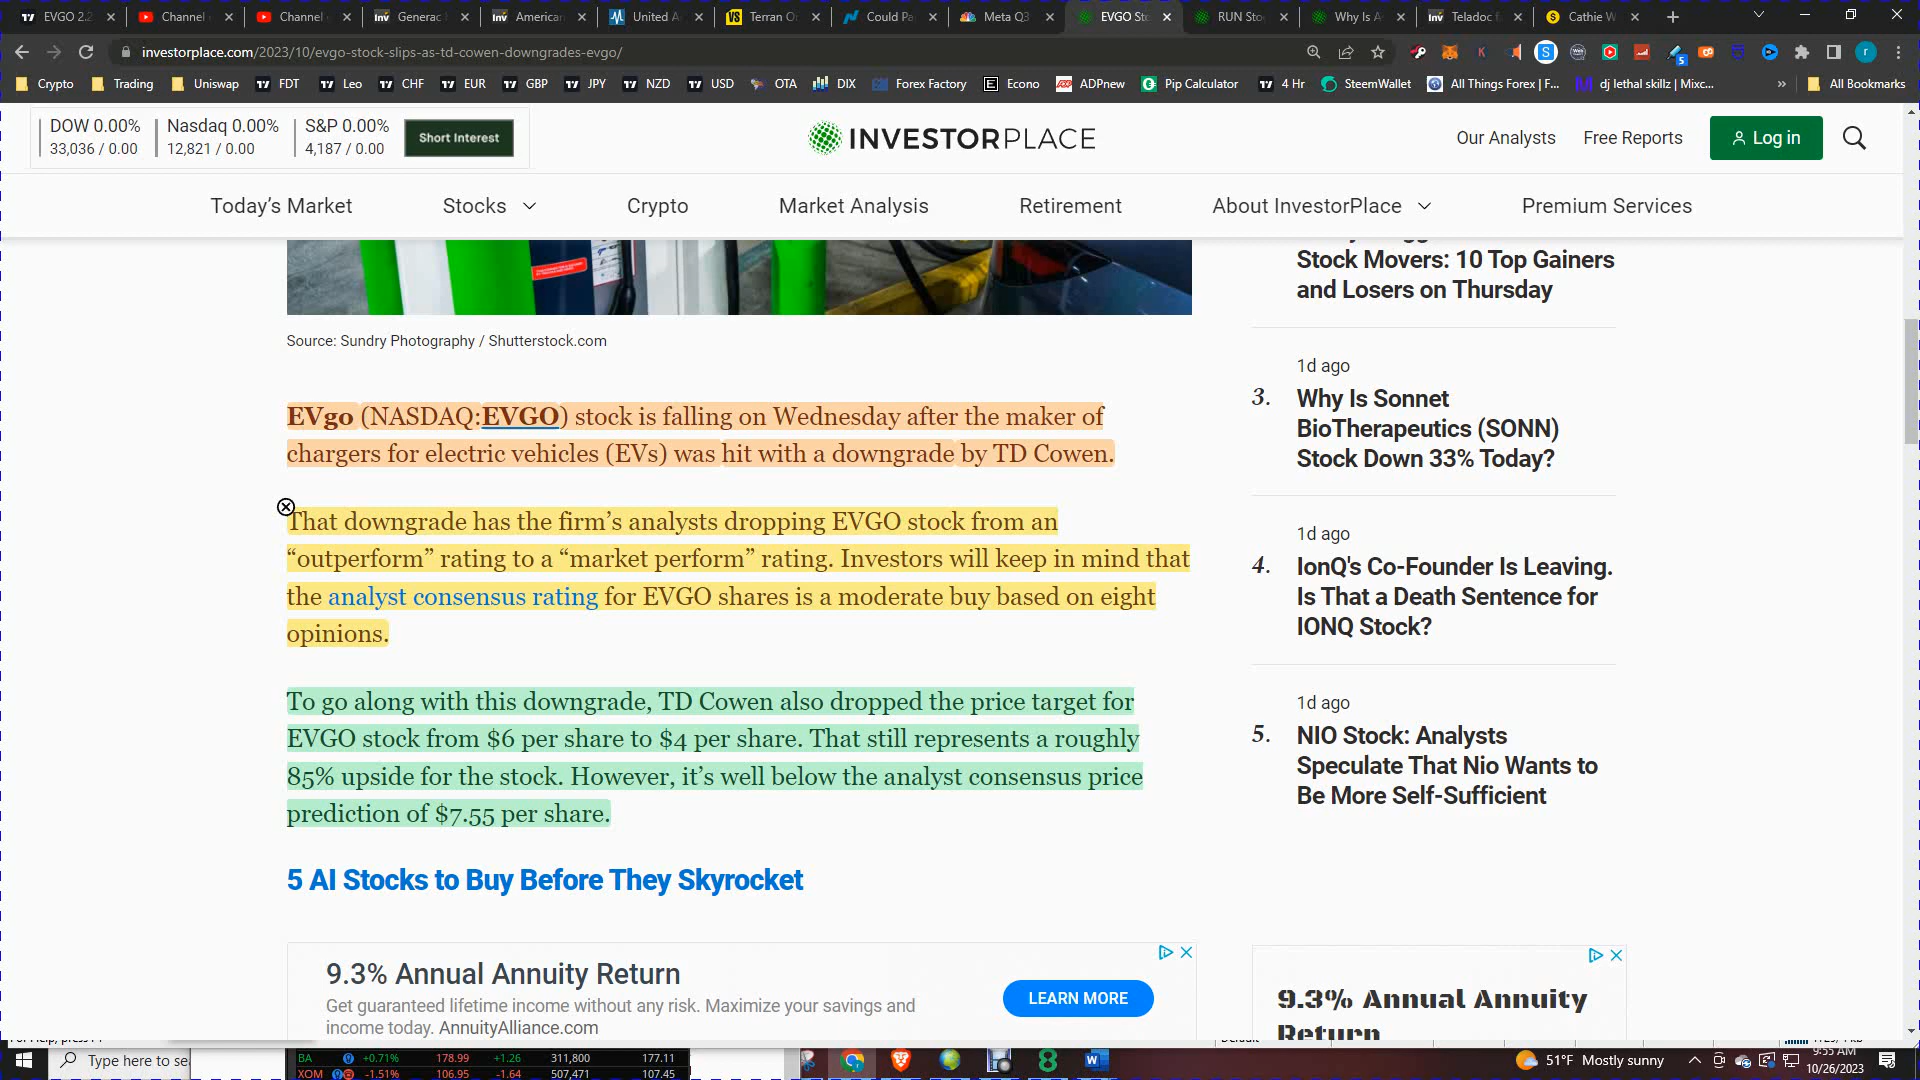 EVGO 2.2
Channel
Channel
Generac
American
United A
Terran O
Could Pa
Meta Q3
EVGO Sto
RUN Sto
Why Is A
Teladoc
Cathie W
investorplace.com/2023/10/evgo-stock-slips-as-td-cowen-downgrades-evgo/
Crypto Trading Uniswap FDT Leo CHF EUR GBP JPY NZD USD OTA DIX Forex Factory Econo ADPnew Pip Calculator 4 Hr SteemWallet All Things Forex | F... dj lethal skillz | Mixc... » All Bookmarks
DOW 0.00% Nasdaq 0.00% S&P 0.00%
33,036 / 0.00 12,821 / 0.00 4,187 / 0.00
Short Interest
INVESTORPLACE
Our Analysts Free Reports Log in
Today's Market Stocks Crypto Market Analysis Retirement About InvestorPlace Premium Services
Source: Sundry Photography / Shutterstock.com
EVgo (NASDAQ:EVGO) stock is falling on Wednesday after the maker of
chargers for electric vehicles (EVs) was hit with a downgrade by TD Cowen.
That downgrade has the firm's analysts dropping EVGO stock from an
“outperform” rating to a “market perform” rating. Investors will keep in mind that
the analyst consensus rating for EVGO shares is a moderate buy based on eight
opinions.
To go along with this downgrade, TD Cowen also dropped the price target for
EVGO stock from $6 per share to $4 per share. That still represents a roughly
85% upside for the stock. However, it's well below the analyst consensus price
prediction of $7.55 per share.
5 AI Stocks to Buy Before They Skyrocket
9.3% Annual Annuity Return
Get guaranteed lifetime income without any risk. Maximize your savings and
income today. AnnuityAlliance.com
LEARN MORE
Stock Movers: 10 Top Gainers
and Losers on Thursday
1d ago
3. Why Is Sonnet
BioTherapeutics (SONN)
Stock Down 33% Today?
1d ago
4. IonQ's Co-Founder Is Leaving.
Is That a Death Sentence for
IONQ Stock?
1d ago
5. NIO Stock: Analysts
Speculate That Nio Wants to
Be More Self-Sufficient
9.3% Annual Annuity
Return
Type here to sea
BA +0.71% 178.99 +1.26 311,800 177.11
XOM -1.51% 106.95 -1.64 507,471 107.45
51°F Mostly sunny
9:55 AM
10/26/2023